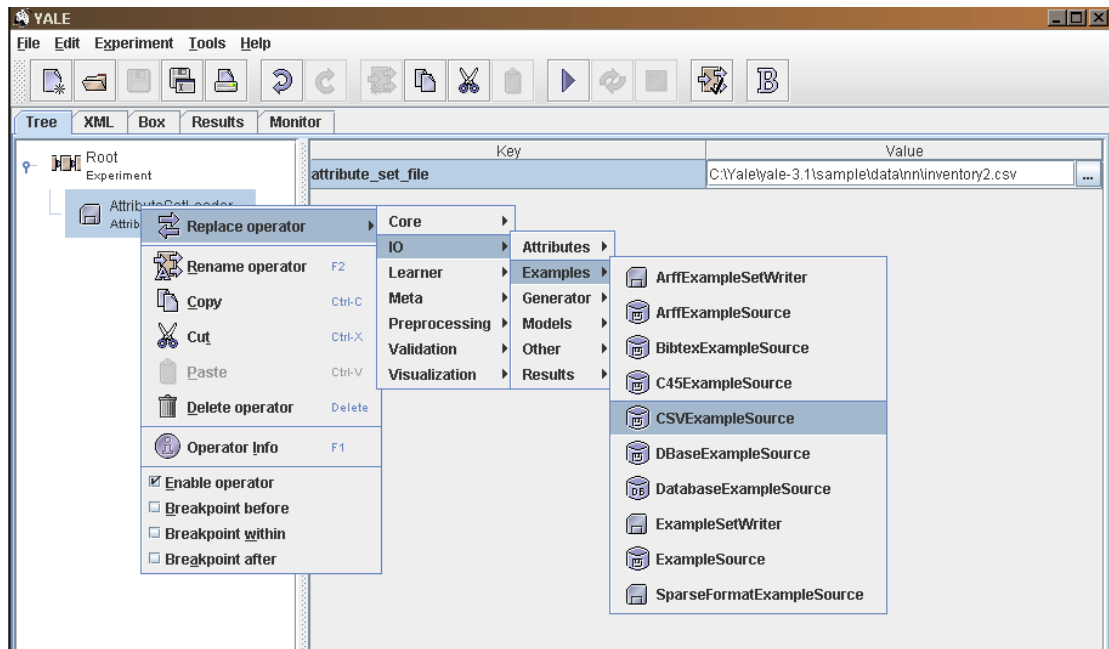 YALE
File Edit Experiment Tools Help
B
Tree XML Box Results Monitor
Root
Experiment
Key Value
attribute_set_file C:\Yale\yale-3.1\sample\data\nn\inventory2.csv ...
Attrib
Replace operator
Rename operator F2
Copy Ctrl-C
Cut Ctrl-X
Paste Ctrl-V
Delete operator Delete
Operator Info F1
Enable operator
Breakpoint before
Breakpoint within
Breakpoint after
Core
IO
Learner
Meta
Preprocessing
Validation
Visualization
Attributes
Examples
Generator
Models
Other
Results
ArffExampleSetWriter
ArffExampleSource
BibtexExampleSource
C45ExampleSource
CSVExampleSource
DBaseExampleSource
DB DatabaseExampleSource
ExampleSetWriter
ExampleSource
SparseFormatExampleSource